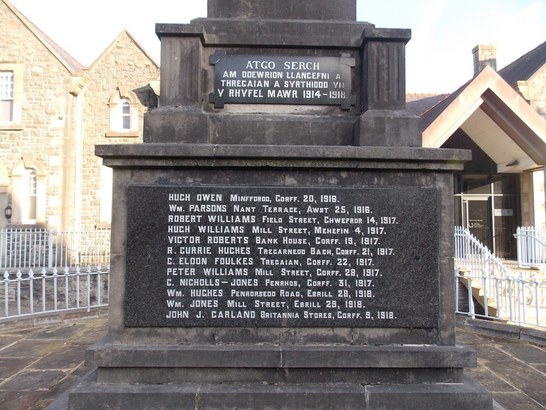 ATGO SERCH
AM DDEWRION LLANGEFNI A
THREGAIAN A SYRTHIODD YN
Y RHYFEL MAWR 1914-1918.
HUGH OWEN MINFFORDD, CORFF. 20, 1916.
WM. PARSONS NANT TERRACE, AWST 25, 1916.
ROBERT WILLIAMS FIELD STREET, CHWEFROR 14, 1917.
HUGH WILLIAMS MILL STREET, MEHEFIN 4, 1917.
VICTOR ROBERTS BANK HOUSE, CORFF. 19, 1917.
R. CURRIE HUGHES TREGARNEDD BACH, CORFF. 21, 1917.
C. ELDON FOULKES TREGAIAN, CORFF. 22, 1917.
PETER WILLIAMS MILL STREET, CORFF. 28, 1917.
C. NICHOLLS-JONES PENRHOS, CORFF. 31, 1917.
WM. HUGHES PENRORSEDD ROAD, EBRILL 28, 1918.
WM. JONES MILL STREET, EBRILL 29, 1918.
JOHN J. GARLAND BRITANNIA STORES, CORFF. 9, 1918.